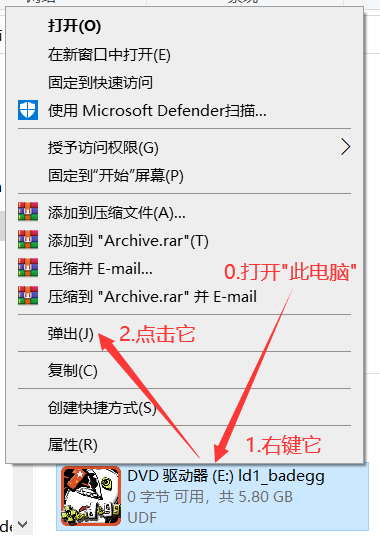 打开(O)
在新窗口中打开(E)
固定到快速访问
使用 Microsoft Defender扫描...
授予访问权限(G)
固定到“开始”屏幕(P)
添加到压缩文件(A)...
添加到 "Archive.rar"(T)
压缩并 E-mail...
压缩到 "Archive.rar" 并 E-mail
0.打开"此电脑"
弹出(J)
2.点击它
复制(C)
创建快捷方式(S)
1.右键它
属性(R)
DVD 驱动器 (E:) ld1_badegg
0 字节 可用，共 5.80 GB
UDF